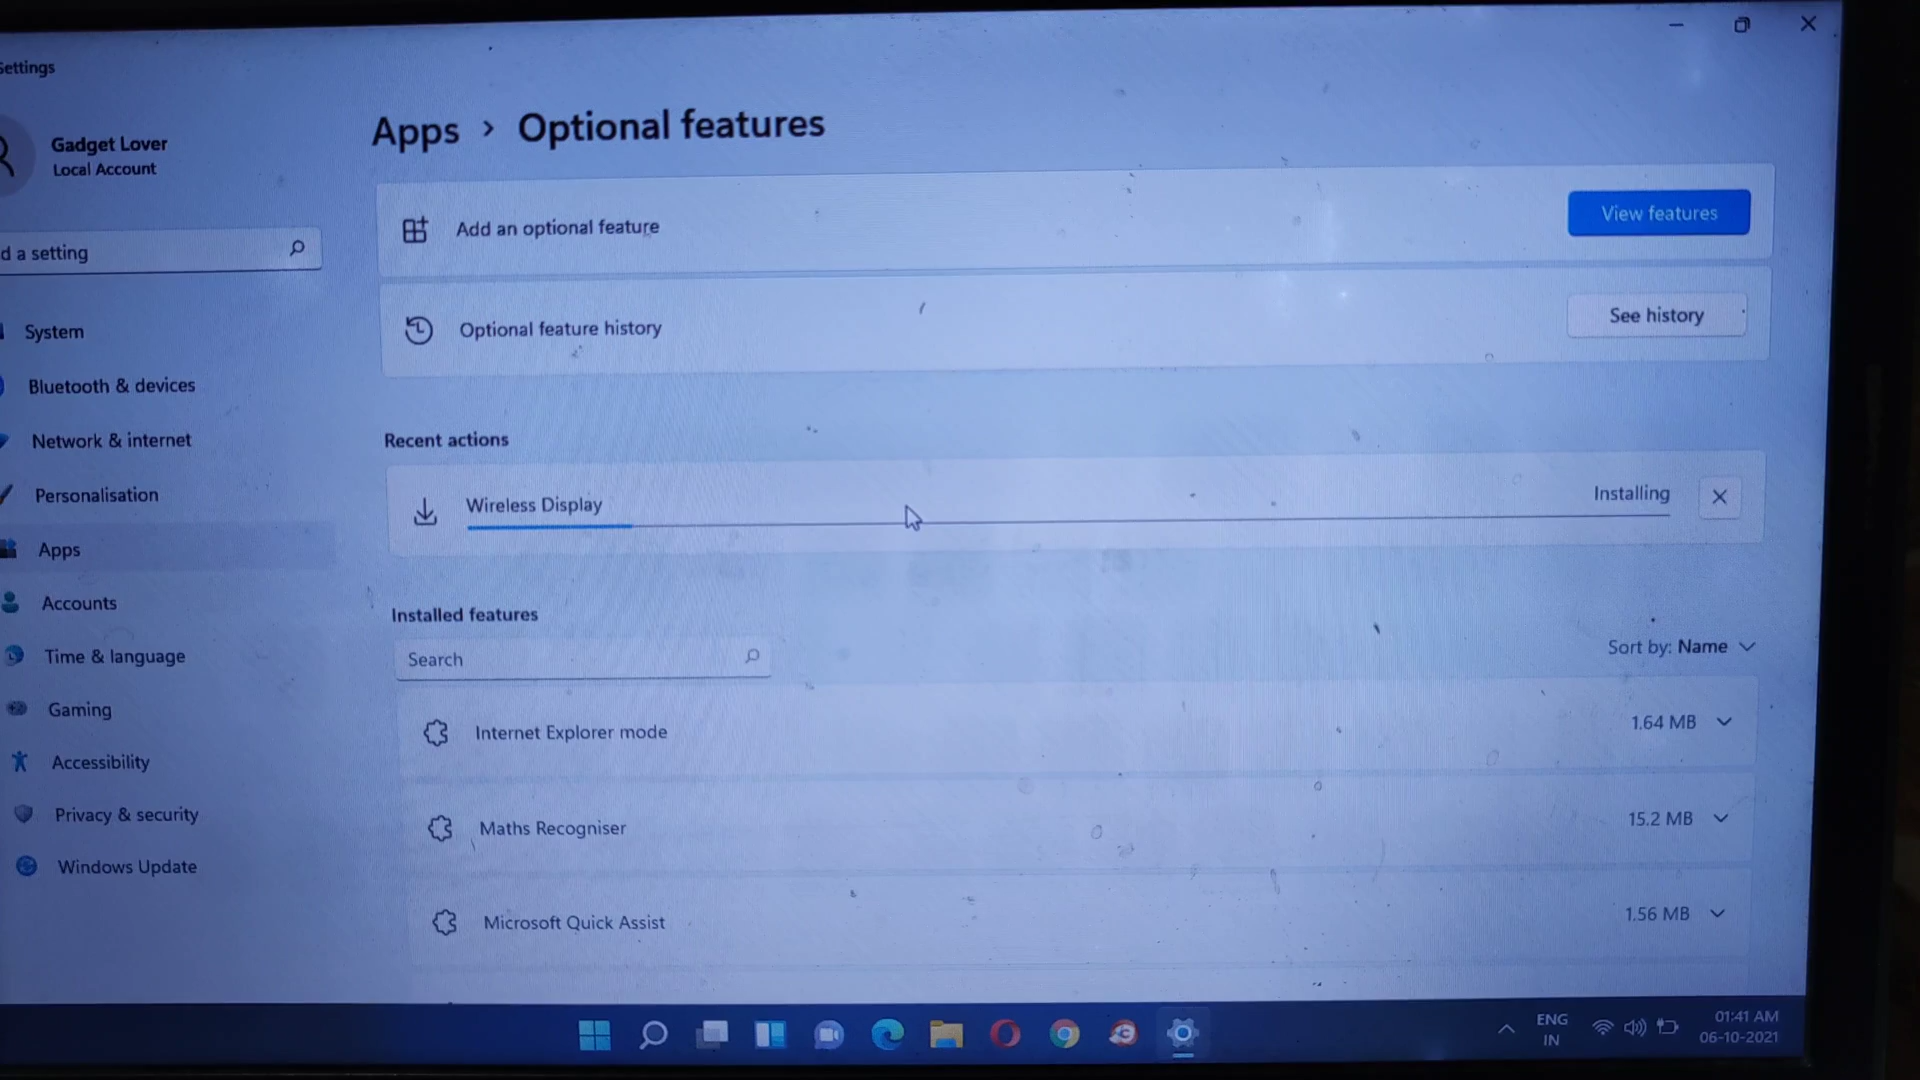 Settings
Gadget Lover
Local Account
d a setting
System
Bluetooth & devices
Network & internet
Personalisation
Apps
Accounts
Time & language
Gaming
Accessibility
Privacy & security
Windows Update
Apps > Optional features
Add an optional feature
View features
Optional feature history
See history
Recent actions
Wireless Display
Installing
Installed features
Search
Sort by: Name
Internet Explorer mode
1.64 MB
Maths Recogniser
15.2 MB
Microsoft Quick Assist
1.56 MB
ENG
IN
01:41 AM
06-10-2021